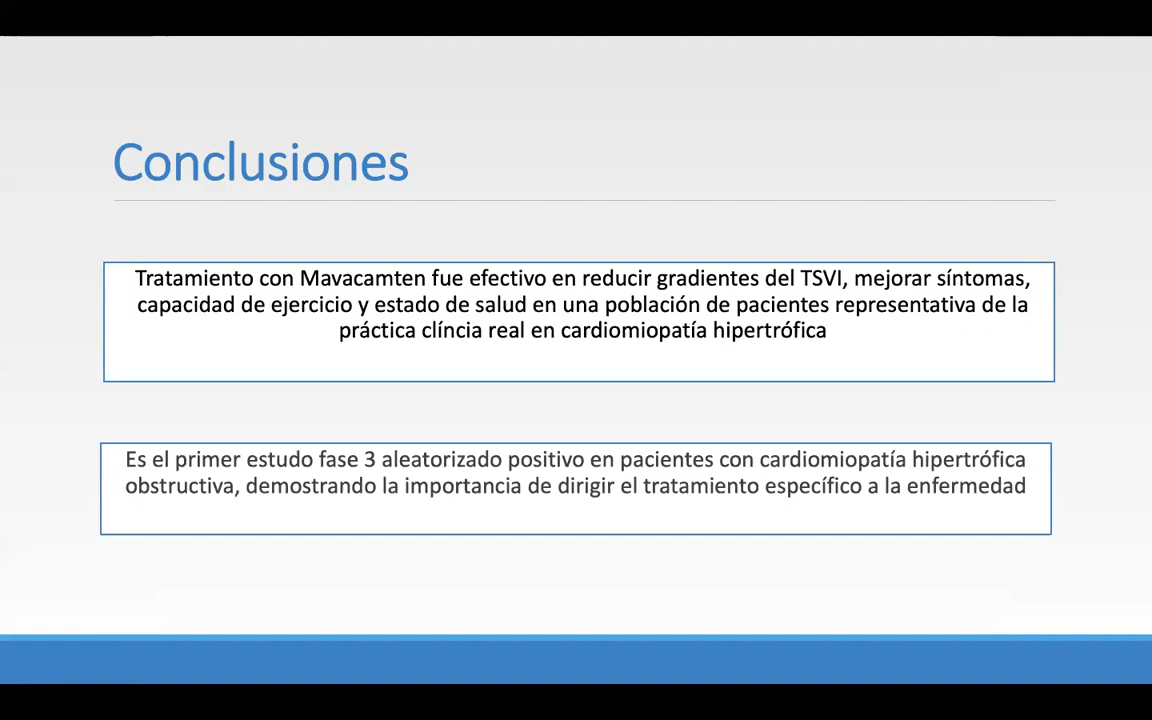 Conclusiones
Tratamiento con Mavacamten fue efectivo en reducir gradientes del TSVI, mejorar síntomas,
capacidad de ejercicio y estado de salud en una población de pacientes representativa de la
práctica clíncia real en cardiomiopatía hipertrófica
Es el primer estudo fase 3 aleatorizado positivo en pacientes con cardiomiopatía hipertrófica
obstructiva, demostrando la importancia de dirigir el tratamiento específico a la enfermedad